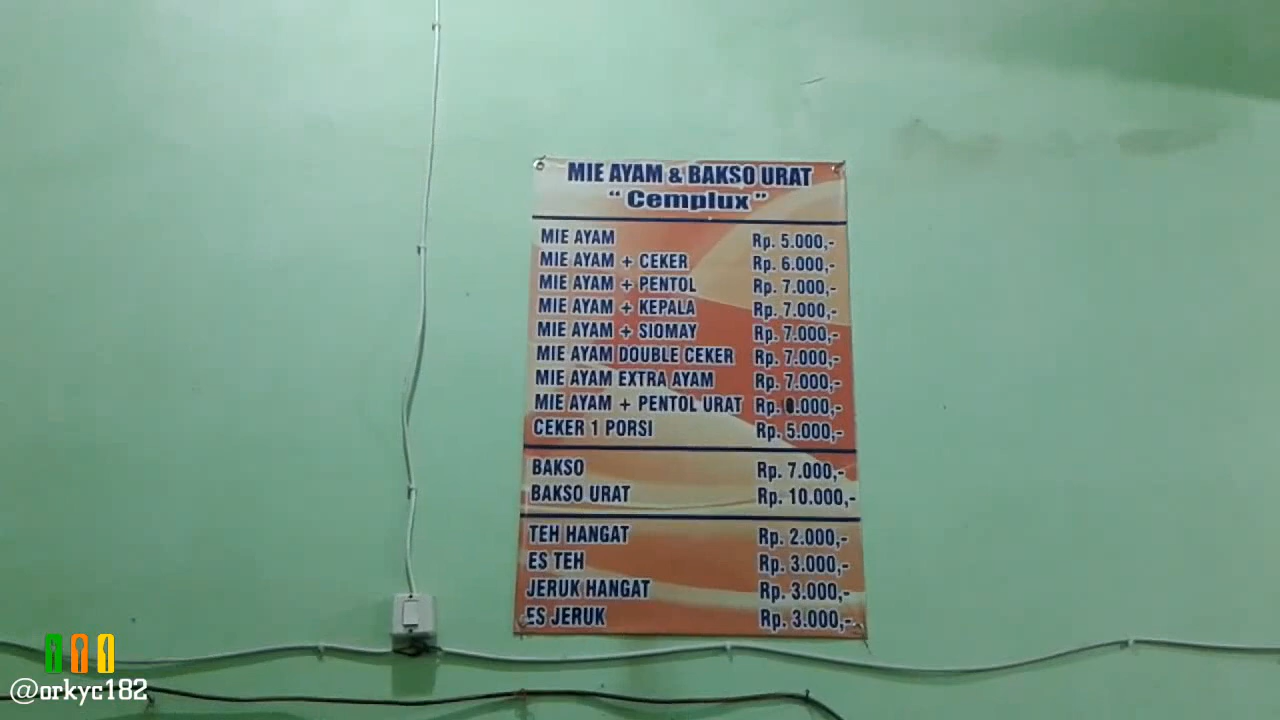 MIE AYAM & BAKSO URAT
“ Cemplux ”
MIE AYAM Rp. 5.000,-
MIE AYAM + CEKER Rp. 6.000,-
MIE AYAM + PENTOL Rp. 7.000,-
MIE AYAM + KEPALA Rp. 7.000,-
MIE AYAM + SIOMAY Rp. 7.000,-
MIE AYAM DOUBLE CEKER Rp. 7.000,-
MIE AYAM EXTRA AYAM Rp. 7.000,-
MIE AYAM + PENTOL URAT Rp.
CEKER 1 PORSI Rp. 5.000,-
BAKSO Rp. 7.000,-
BAKSO URAT Rp. 10.000,-
TEH HANGAT Rp. 2.000,-
ES TEH Rp. 3.000,-
JERUK HANGAT Rp. 3.000,-
ES JERUK Rp. 3.000,-
@orkyc182